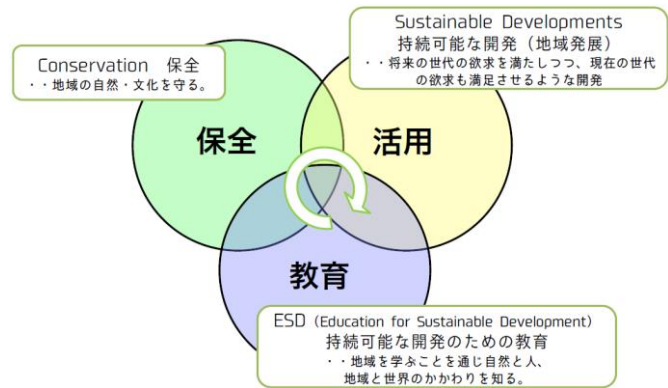 Sustainable Developments
持続可能な開発（地域発展）
・・将来の世代の欲求を満たしつつ、現在の世代
の欲求も満足させるような開発
Conservation　保全
・・地域の自然・文化を守る。
保全
活用
教育
ESD（Education for Sustainable Development）
持続可能な開発のための教育
・・地域を学ぶことを通じ自然と人、
地域と世界のかかわりを知る。